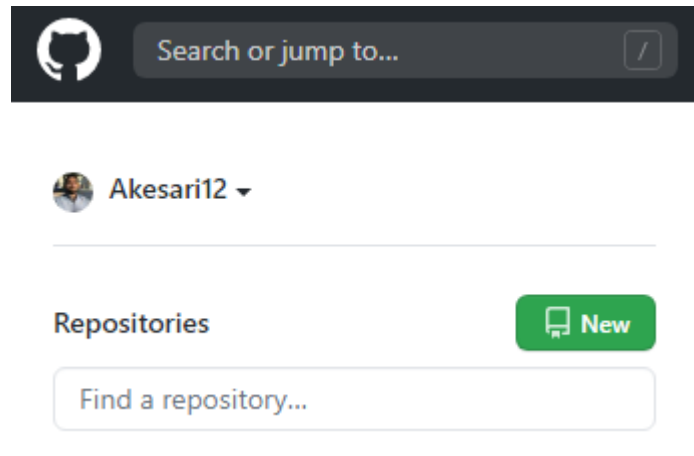 Search or jump to... /
Akesari12
Repositories New
Find a repository...